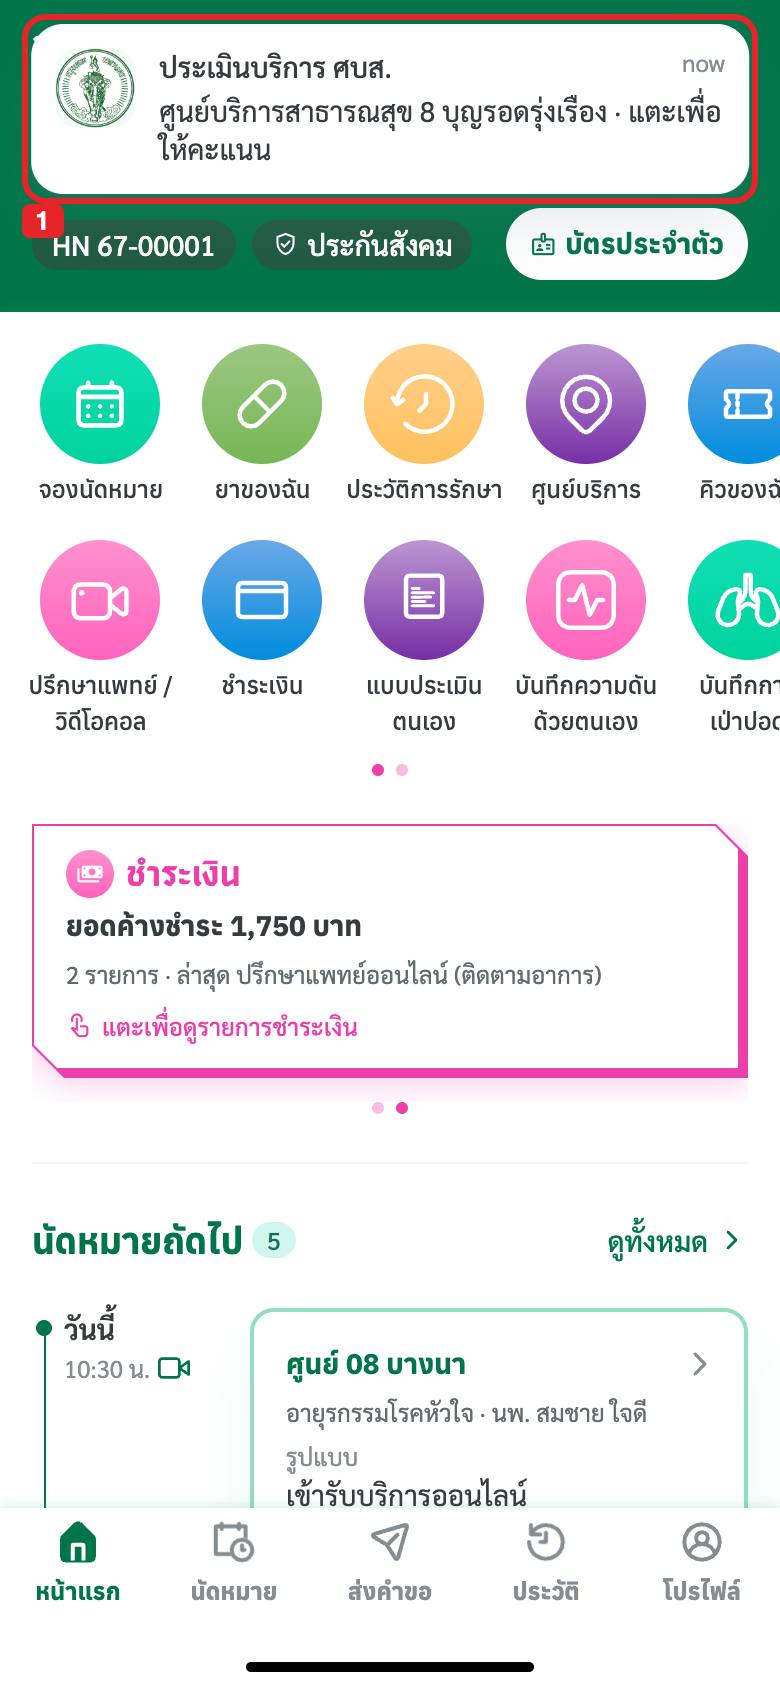 ประเมินบริการ ศบส.
now
ศูนย์บริการสาธารณสุข 8 บุญรอดรุ่งเรือง · แตะเพื่อ
ให้คะแนน
1
HN 67-00001
ประกันสังคม
บัตรประจำตัว
จองนัดหมาย
ยาของฉัน
ประวัติการรักษา
ศูนย์บริการ
คิวของฉ
ปรึกษาแพทย์ /
วิดีโอคอล
ชำระเงิน
แบบประเมิน
ตนเอง
บันทึกความดัน
ด้วยตนเอง
บันทึกกา
เป่าปอด
ชำระเงิน
ยอดค้างชำระ 1,750 บาท
2 รายการ · ล่าสุด ปรึกษาแพทย์ออนไลน์ (ติดตามอาการ)
แตะเพื่อดูรายการชำระเงิน
นัดหมายถัดไป 5
ดูทั้งหมด
วันนี้
10:30 น.
ศูนย์ 08 บางนา
อายุรกรรมโรคหัวใจ · นพ. สมชาย ใจดี
รูปแบบ
เข้ารับบริการออนไลน์
หน้าแรก
นัดหมาย
ส่งคำขอ
ประวัติ
โปรไฟล์